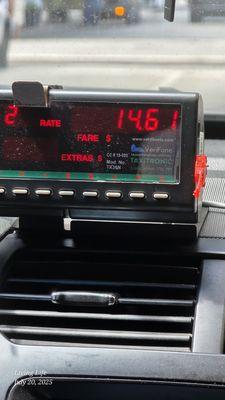 2 RATE 14.61
FARE $
EXTRAS $
VeriFone
TAXITRONIC
Living Life
July 20, 2025